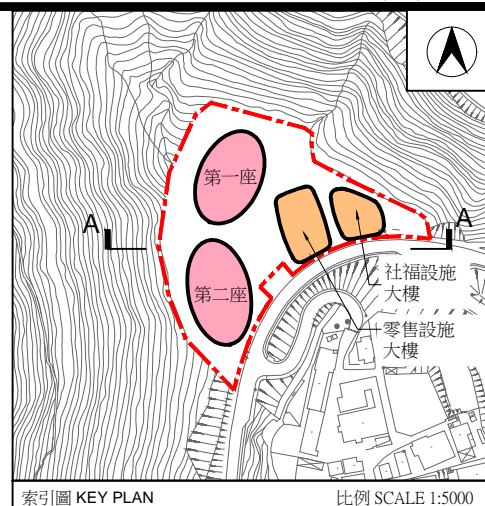 第一座
A
A
第二座
社福設施
大樓
零售設施
大樓
索引圖 KEY PLAN
比例 SCALE 1:5000